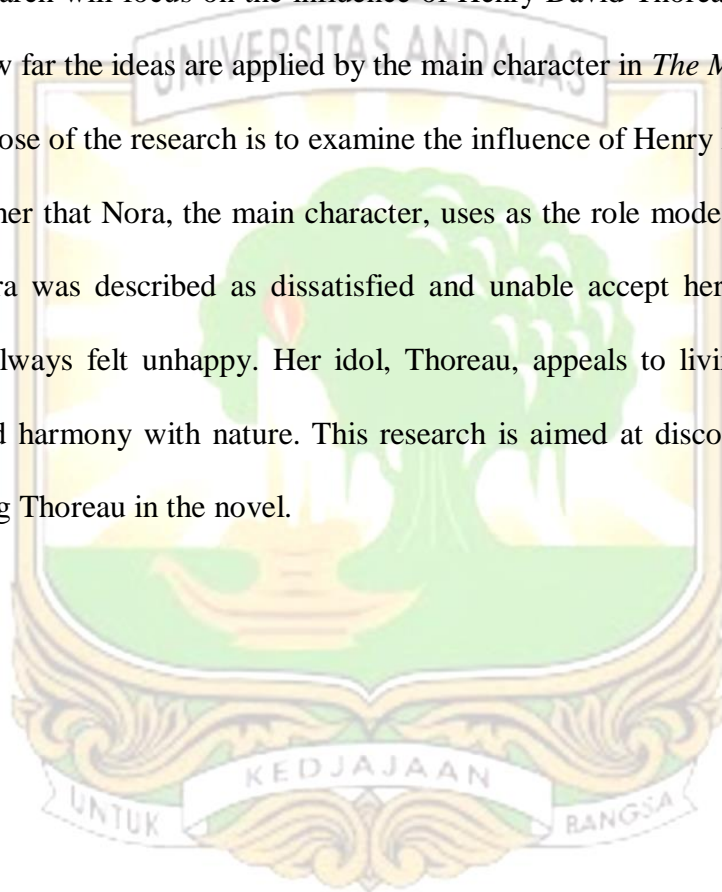 arch will focus on the influence of Henry David Thorea
w far the ideas are applied by the main character in The M
UNIVERSITAS ANDALAS
ose of the research is to examine the influence of Henry
her that Nora, the main character, uses as the role mode
ra was described as dissatisfied and unable accept her
lways felt unhappy. Her idol, Thoreau, appeals to livin
d harmony with nature. This research is aimed at disco
g Thoreau in the novel.
UNTUK KEDJAJAAN BANGSA